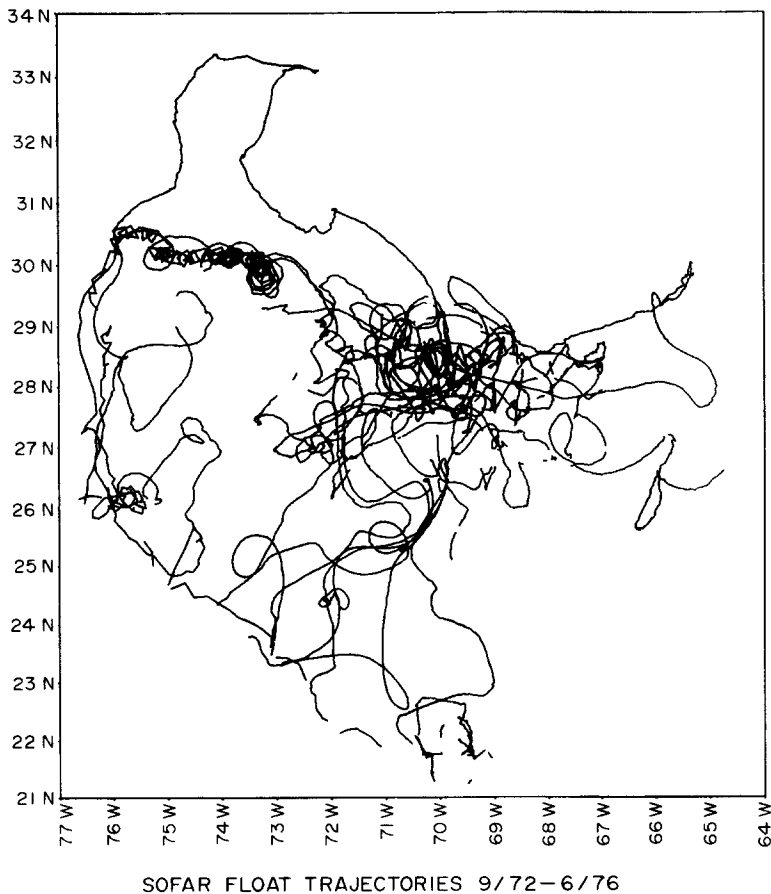 34 N
33 N
32 N
31 N
30 N
29 N
28 N
27 N
26 N
25 N
24 N
23 N
22 N
21 N
77 W
76 W
75 W
74 W
73 W
72 W
71 W
70 W
69 W
68 W
67 W
66 W
65 W
64 W
SOFAR FLOAT TRAJECTORIES 9/72-6/76